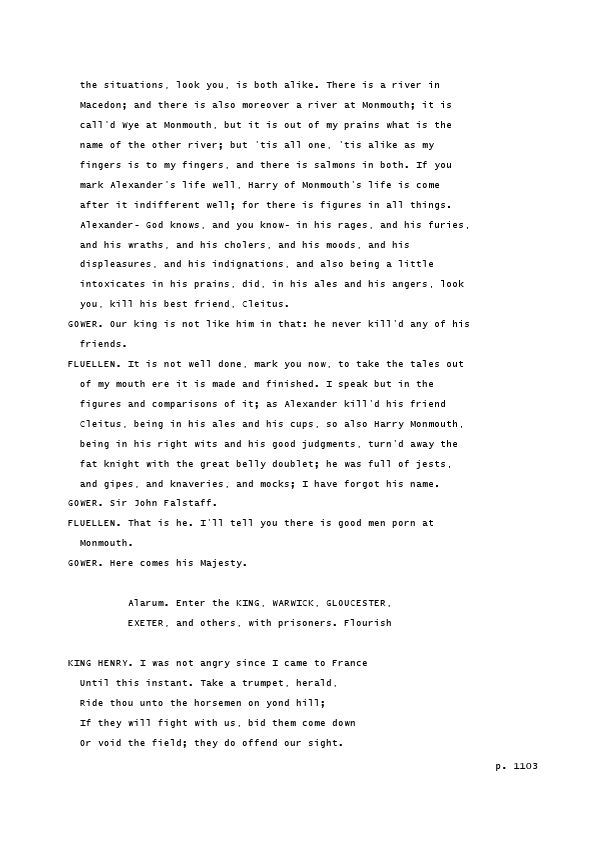 the situations, look you, is both alike. There is a river in
Macedon; and there is also moreover a river at Monmouth; it is
call'd Wye at Monmouth, but it is out of my prains what is the
name of the other river; but 'tis all one, 'tis alike as my
fingers is to my fingers, and there is salmons in both. If you
mark Alexander's life well, Harry of Monmouth's life is come
after it indifferent well; for there is figures in all things.
Alexander- God knows, and you know- in his rages, and his furies,
and his wraths, and his cholers, and his moods, and his
displeasures, and his indignations, and also being a little
intoxicates in his prains, did, in his ales and his angers, look
you, kill his best friend, Cleitus.
GOWER. Our king is not like him in that: he never kill'd any of his
friends.
FLUELLEN. It is not well done, mark you now, to take the tales out
of my mouth ere it is made and finished. I speak but in the
figures and comparisons of it; as Alexander kill'd his friend
Cleitus, being in his ales and his cups, so also Harry Monmouth,
being in his right wits and his good judgments, turn'd away the
fat knight with the great belly doublet; he was full of jests,
and gipes, and knaveries, and mocks; I have forgot his name.
GOWER. Sir John Falstaff.
FLUELLEN. That is he. I'll tell you there is good men porn at
Monmouth.
GOWER. Here comes his Majesty.
Alarum. Enter the KING, WARWICK, GLOUCESTER,
EXETER, and others, with prisoners. Flourish
KING HENRY. I was not angry since I came to France
Until this instant. Take a trumpet, herald,
Ride thou unto the horsemen on yond hill;
If they will fight with us, bid them come down
Or void the field; they do offend our sight.
p. 1103